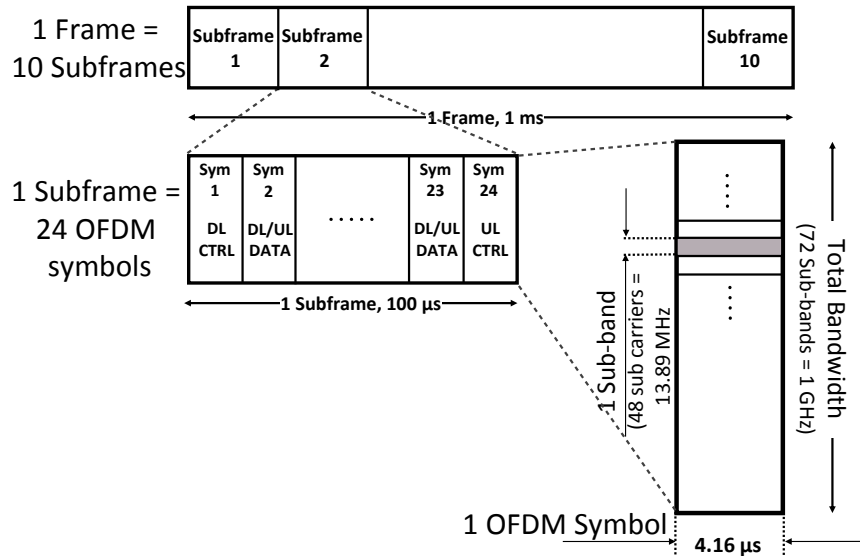 1 Frame =
10 Subframes
Subframe
1
Subframe
2
Subframe
10
1 Frame, 1 ms
1 Subframe =
24 OFDM
symbols
Sym
1
DL
CTRL
Sym
2
DL/UL
DATA
. . . . .
Sym
23
DL/UL
DATA
Sym
24
UL
CTRL
1 Subframe, 100 µs
. . . .
. . . .
1 Sub-band
(48 sub carriers =
13.89 MHz
Total Bandwidth
(72 Sub-bands = 1 GHz)
1 OFDM Symbol
4.16 µs